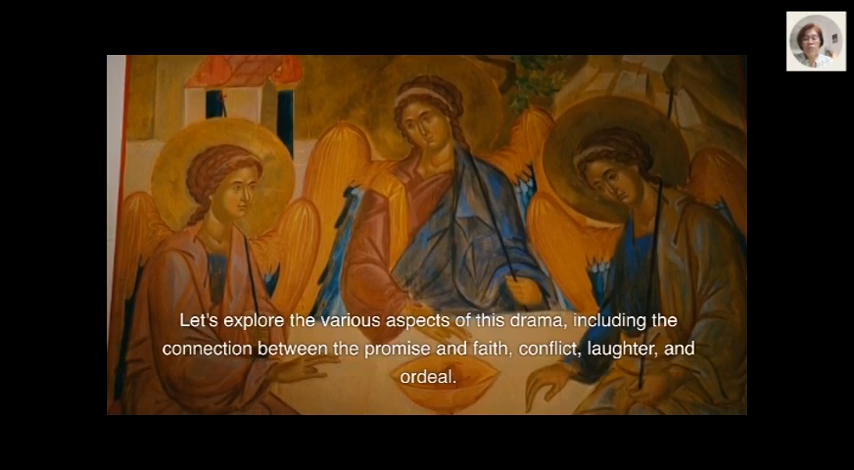 Let's explore the various aspects of this drama, including the
connection between the promise and faith, conflict, laughter, and
ordeal.